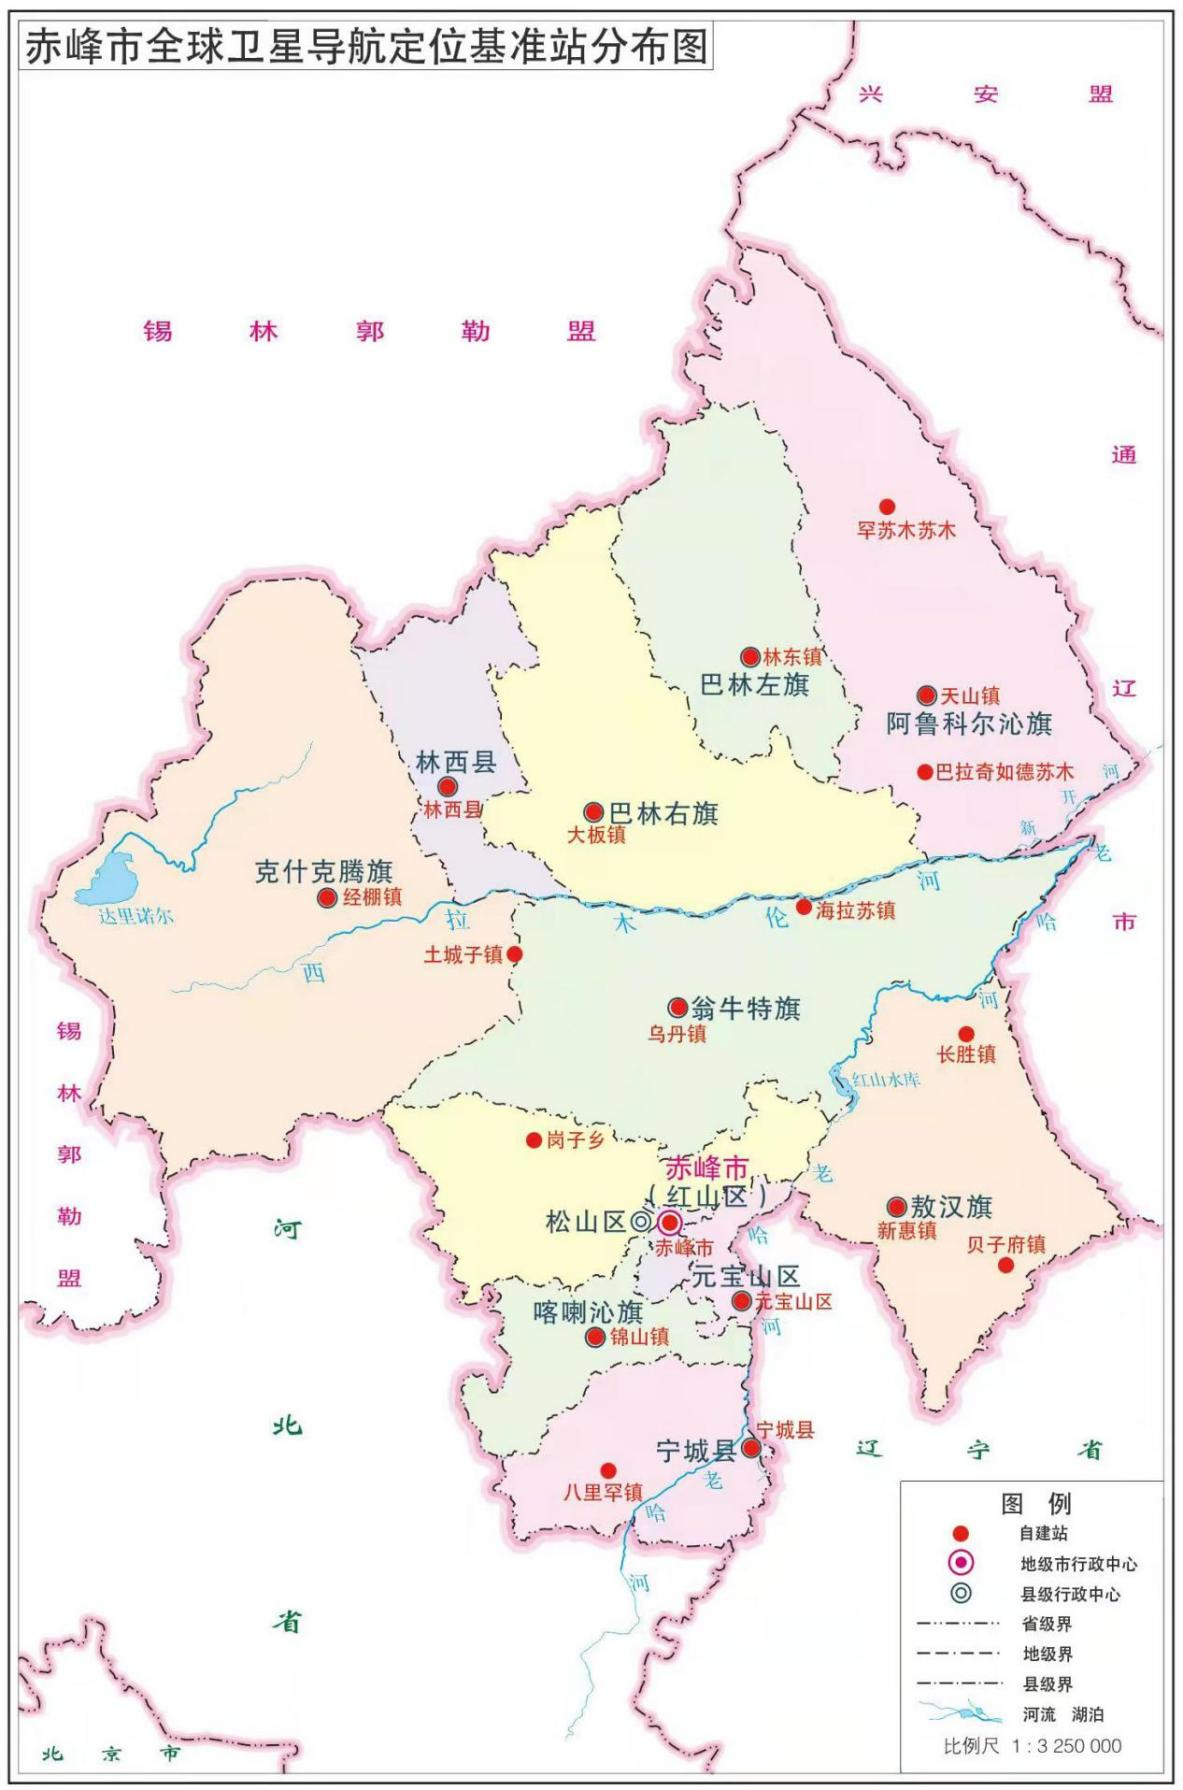 赤峰市全球卫星导航定位基准站分布图
兴安盟
锡林郭勒盟
通辽市
罕苏木苏木
林东镇
巴林左旗
天山镇
阿鲁科尔沁旗
巴拉奇如德苏木
林西县
林西县
巴林右旗
大板镇
新开河
克什克腾旗
经棚镇
达里诺尔
西拉木伦河
海拉苏镇
土城子镇
翁牛特旗
乌丹镇
老哈河
长胜镇
红山水库
锡林郭勒盟
岗子乡
赤峰市
(红山区)
松山区
赤峰市
老哈河
敖汉旗
新惠镇
贝子府镇
元宝山区
元宝山区
喀喇沁旗
锦山镇
宁城县
宁城县
八里罕镇
老哈河
河北省
辽宁省
北京市
图例
自建站
地级市行政中心
县级行政中心
省级界
地级界
县级界
河流 湖泊
比例尺 1:3 250 000